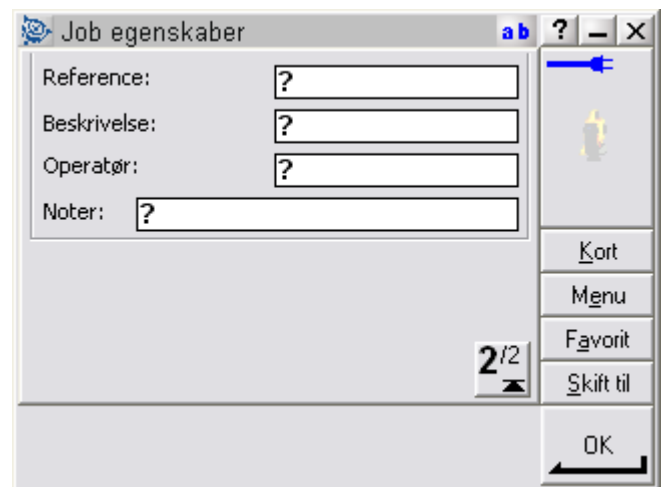 Job egenskaber
ab ? – ×
Reference: ?
Beskrivelse: ?
Operatør: ?
Noter: ?
Kort
Menu
Favorit
Skift til
2/2
OK